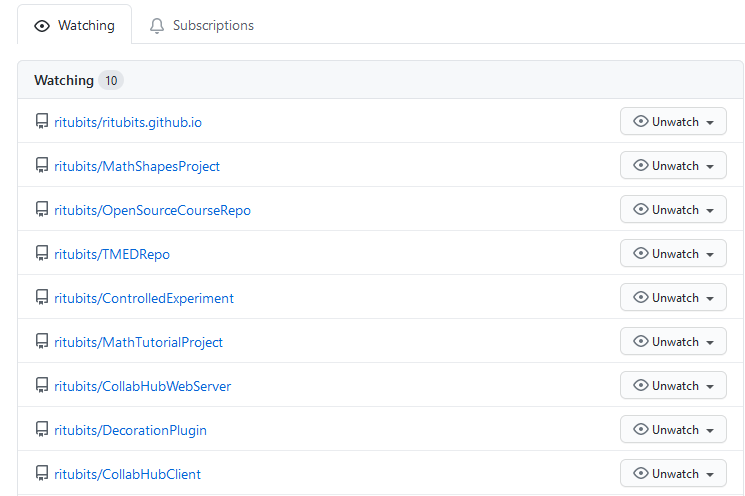 Watching Subscriptions
Watching 10
ritubits/ritubits.github.io Unwatch
ritubits/MathShapesProject Unwatch
ritubits/OpenSourceCourseRepo Unwatch
ritubits/TMEDRepo Unwatch
ritubits/ControlledExperiment Unwatch
ritubits/MathTutorialProject Unwatch
ritubits/CollabHubWebServer Unwatch
ritubits/DecorationPlugin Unwatch
ritubits/CollabHubClient Unwatch